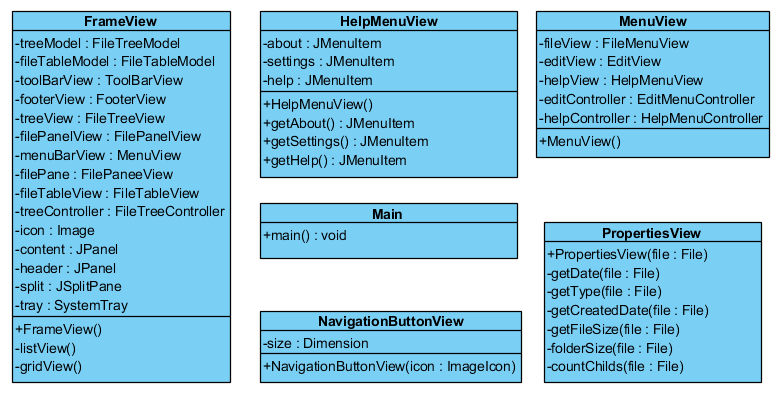 FrameView
-treeModel : FileTreeModel
-fileTableModel : FileTableModel
-toolBarView : ToolBarView
-footerView : FooterView
-treeView : FileTreeView
-filePanelView : FilePanelView
-menuBarView : MenuView
-filePane : FilePaneeView
-fileTableView : FileTableView
-treeController : FileTreeController
-icon : Image
-content : JPanel
-header : JPanel
-split : JSplitPane
-tray : SystemTray
+FrameView()
-listView()
-gridView()
HelpMenuView
-about : JMenuItem
-settings : JMenuItem
-help : JMenuItem
+HelpMenuView()
+getAbout() : JMenuItem
+getSettings() : JMenuItem
+getHelp() : JMenuItem
Main
+main() : void
NavigationButtonView
-size : Dimension
+NavigationButtonView(icon : ImageIcon)
MenuView
-fileView : FileMenuView
-editView : EditView
-helpView : HelpMenuView
-editController : EditMenuController
-helpController : HelpMenuController
+MenuView()
PropertiesView
+PropertiesView(file : File)
-getDate(file : File)
-getType(file : File)
-getCreatedDate(file : File)
-getFileSize(file : File)
-folderSize(file : File)
-countChilds(file : File)